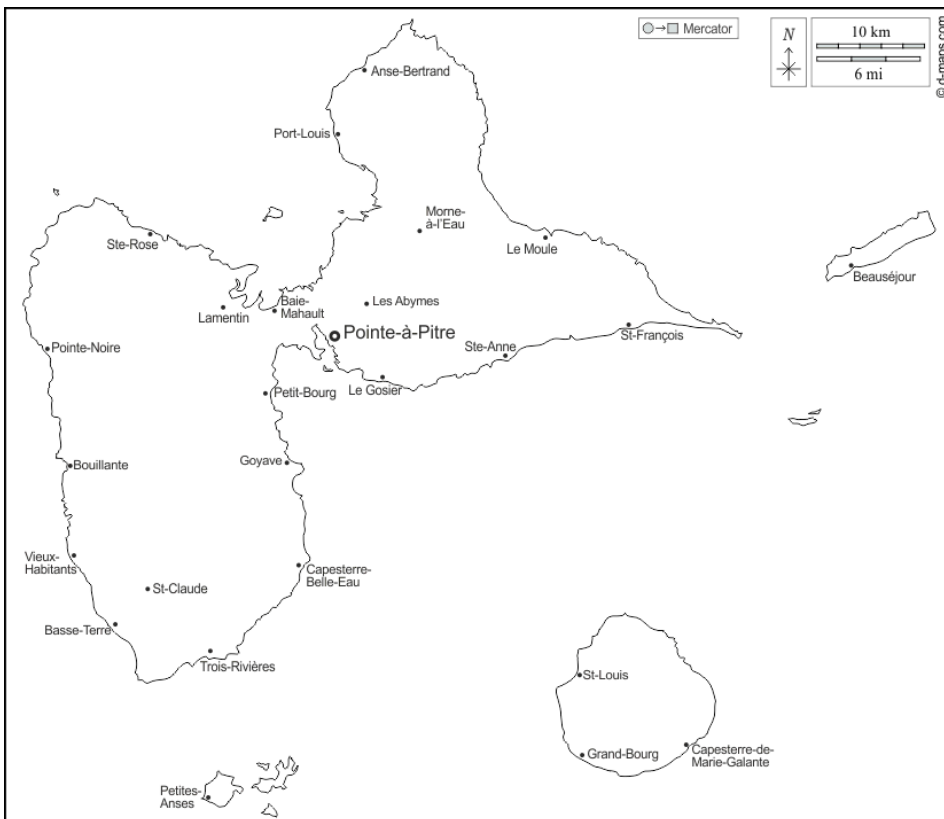 Mercator
N
10 km
6 mi
© d-maps.com
Anse-Bertrand
Port-Louis
Morne-
à-l'Eau
Ste-Rose
Le Moule
Beauséjour
Baie-
Mahault
Les Abymes
Lamentin
Pointe-à-Pitre
St-François
Ste-Anne
Pointe-Noire
Le Gosier
Petit-Bourg
Goyave
Bouillante
Vieux-
Habitants
Capesterre-
Belle-Eau
St-Claude
Basse-Terre
Trois-Rivières
St-Louis
Grand-Bourg
Capesterre-de-
Marie-Galante
Petites-
Anses